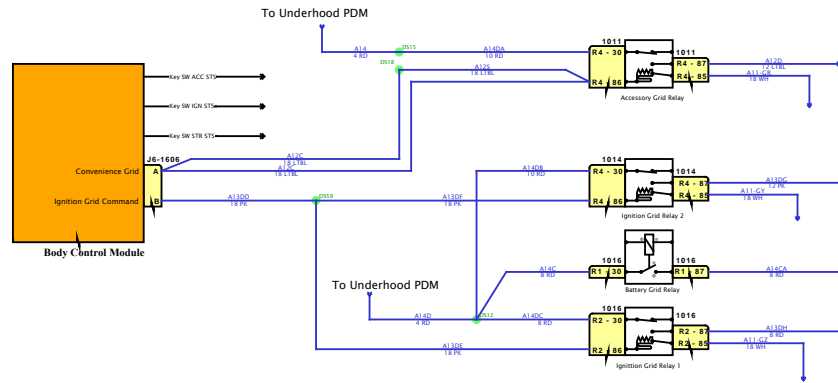 To Underhood PDM
A14
4 RD
DS15
A14DA
10 RD
DS18
A12S
18 LTBL
1011
R4 - 30
R4 - 86
1011
R4 - 87
R4 - 85
Accessory Grid Relay
A12D
12 LTBL
A11-GR
18 WH
Key SW ACC STS
Key SW IGN STS
Key SW STR STS
J6-1606
Convenience Grid
A
Ignition Grid Command
B
Body Control Module
A12C
18 LTBL
A12C
18 LTBL
A13DD
18 PK
DS59
A13DF
18 PK
A14DB
10 RD
1014
R4 - 30
R4 - 86
1014
R4 - 87
R4 - 85
Ignition Grid Relay 2
A13DG
12 PK
A11-GY
18 WH
A14C
8 RD
1016
R1 - 30
1016
R1 - 87
Battery Grid Relay
A14CA
8 RD
To Underhood PDM
A14D
4 RD
DS12
A14DC
8 RD
A13DE
18 PK
1016
R2 - 30
R2 - 86
1016
R2 - 87
R2 - 85
Ignittion Grid Relay 1
A13DH
8 RD
A11-GZ
18 WH